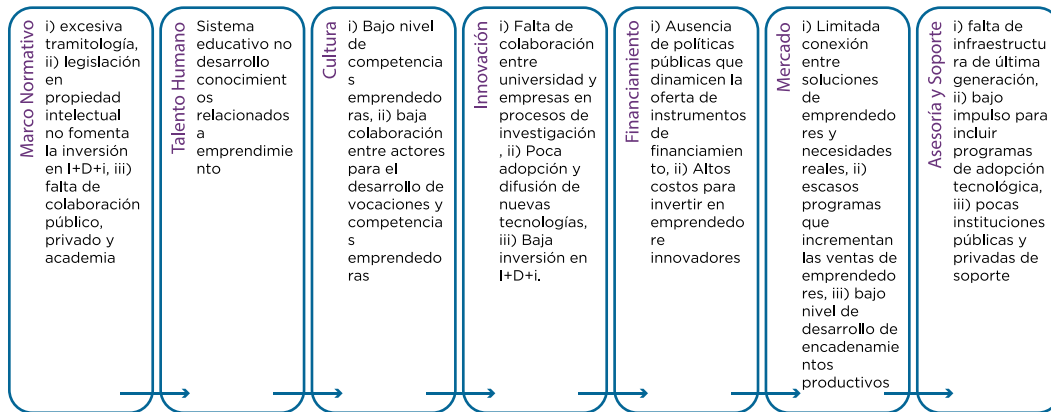 Marco Normativo
i) excesiva
tramitología,
ii) legislación
en
propiedad
intelectual
no fomenta
la inversión
en I+D+i, iii)
falta de
colaboración
público,
privado y
academia
Talento Humano
Sistema
educativo no
desarrollo
conocimient
os
relacionados
a
emprendimie
nto
Cultura
i) Bajo nivel
de
competencia
s
emprendedo
ras, ii) baja
colaboración
entre actores
para el
desarrollo de
vocaciones y
competencia
s
emprendedo
ras
Innovación
i) Falta de
colaboración
entre
universidad y
empresas en
procesos de
investigación
, ii) Poca
adopción y
difusión de
nuevas
tecnologías,
iii) Baja
inversión en
I+D+i.
Financiamiento
i) Ausencia
de políticas
públicas que
dinamicen la
oferta de
instrumentos
de
financiamien
to, ii) Altos
costos para
invertir en
emprendedo
re
innovadores
Mercado
i) Limitada
conexión
entre
soluciones
de
emprendedo
res y
necesidades
reales, ii)
escasos
programas
que
incrementan
las ventas de
emprendedo
res, iii) bajo
nivel de
desarrollo de
encadenamie
ntos
productivos
Asesoría y Soporte
i) falta de
infraestructu
ra de última
generación,
ii) bajo
impulso para
incluir
programas
de adopción
tecnológica,
iii) pocas
instituciones
públicas y
privadas de
soporte